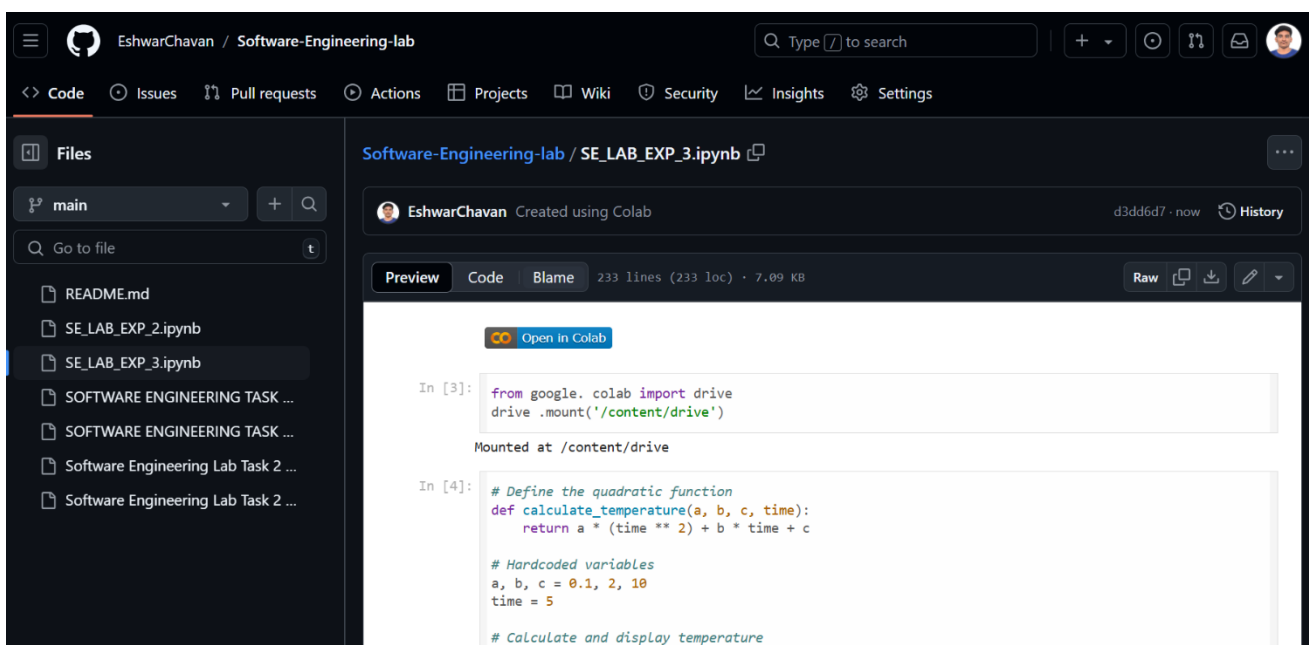 EshwarChavan / Software-Engineering-lab
Type / to search
Code Issues Pull requests Actions Projects Wiki Security Insights Settings
Files
main
Go to file t
README.md
SE_LAB_EXP_2.ipynb
SE_LAB_EXP_3.ipynb
SOFTWARE ENGINEERING TASK ...
SOFTWARE ENGINEERING TASK ...
Software Engineering Lab Task 2 ...
Software Engineering Lab Task 2 ...
Software-Engineering-lab / SE_LAB_EXP_3.ipynb
EshwarChavan Created using Colab d3dd6d7 · now History
Preview Code Blame 233 lines (233 loc) · 7.09 KB Raw
Open in Colab
In [3]:
from google. colab import drive
drive .mount('/content/drive')
Mounted at /content/drive
In [4]:
# Define the quadratic function
def calculate_temperature(a, b, c, time):
    return a * (time ** 2) + b * time + c
# Hardcoded variables
a, b, c = 0.1, 2, 10
time = 5
# Calculate and display temperature